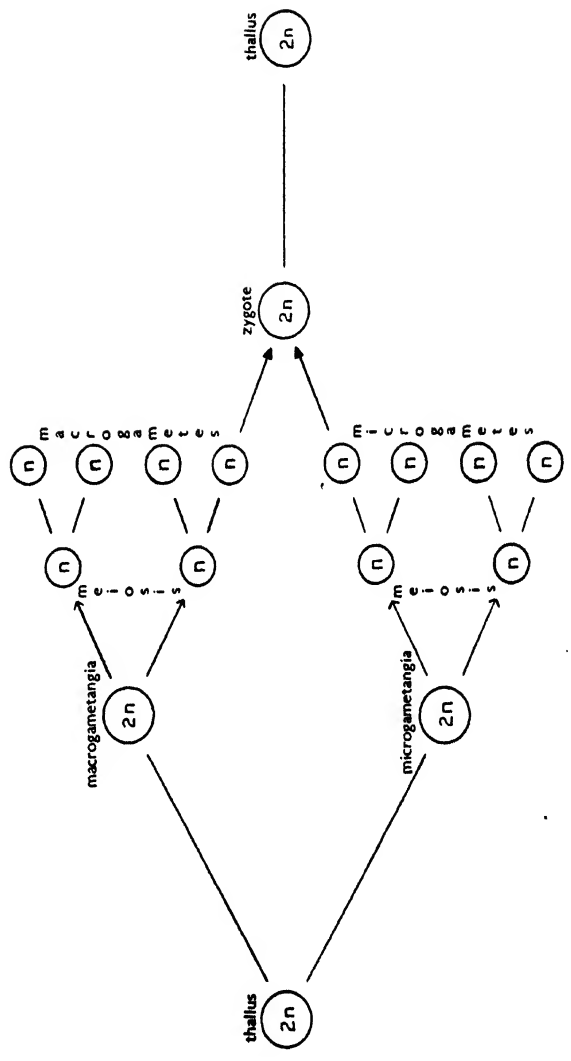 thallus
2n
macrogametangia
2n
meiosis
n
n
macrogametes
n
n
n
n
microgametangia
2n
meiosis
n
n
microgametes
n
n
n
n
zygote
2n
thallus
2n